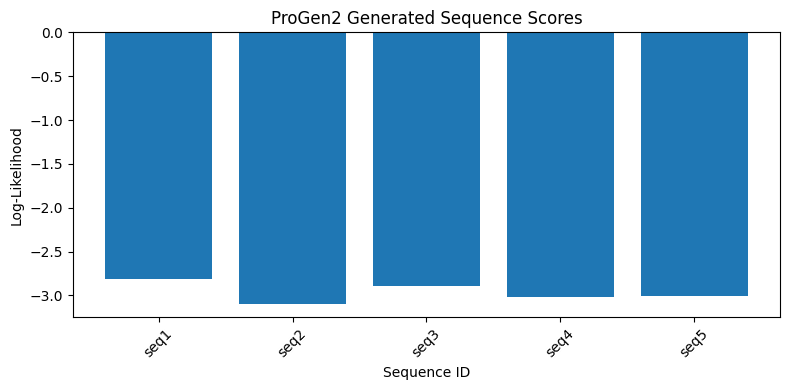 ProGen2 Generated Sequence Scores
0.0
−0.5
−1.0
−1.5
−2.0
−2.5
−3.0
Log-Likelihood
seq1 seq2 seq3 seq4 seq5
Sequence ID